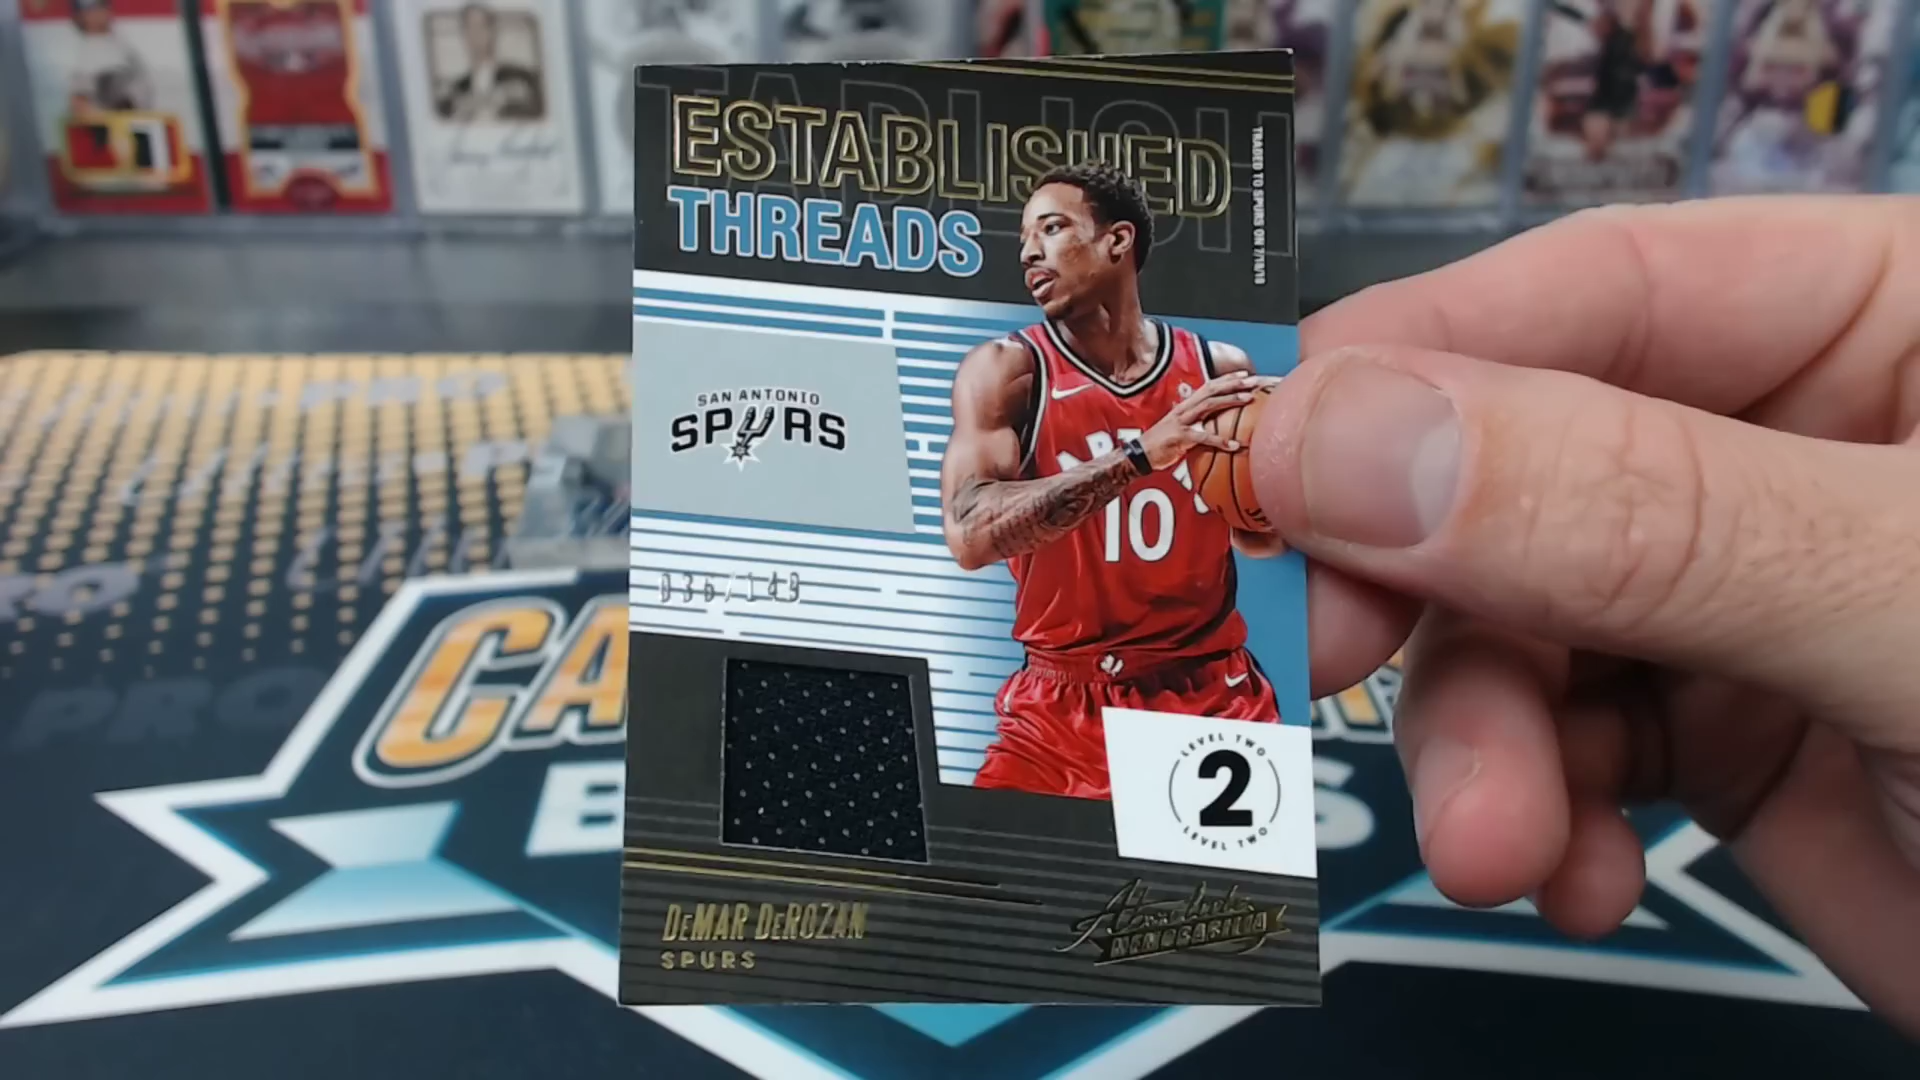 ESTABLISHED
THREADS
TRADED TO SPURS ON 7/18/18
SAN ANTONIO
SPURS
10
036/149
LEVEL TWO
2
LEVEL TWO
DeMAR DeROZAN
SPURS
Absolute
MEMORABILIA
PRO